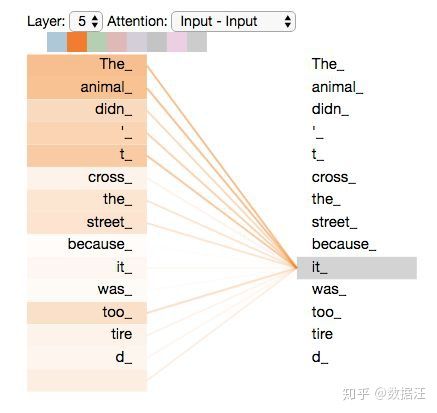 Layer: 5 Attention: Input - Input
The_ The_
animal_ animal_
didn_ didn_
'_ '_
t_ t_
cross_ cross_
the_ the_
street_ street_
because_ because_
it_ it_
was_ was_
too_ too_
tire tire
d_ d_
知乎 @数据汪